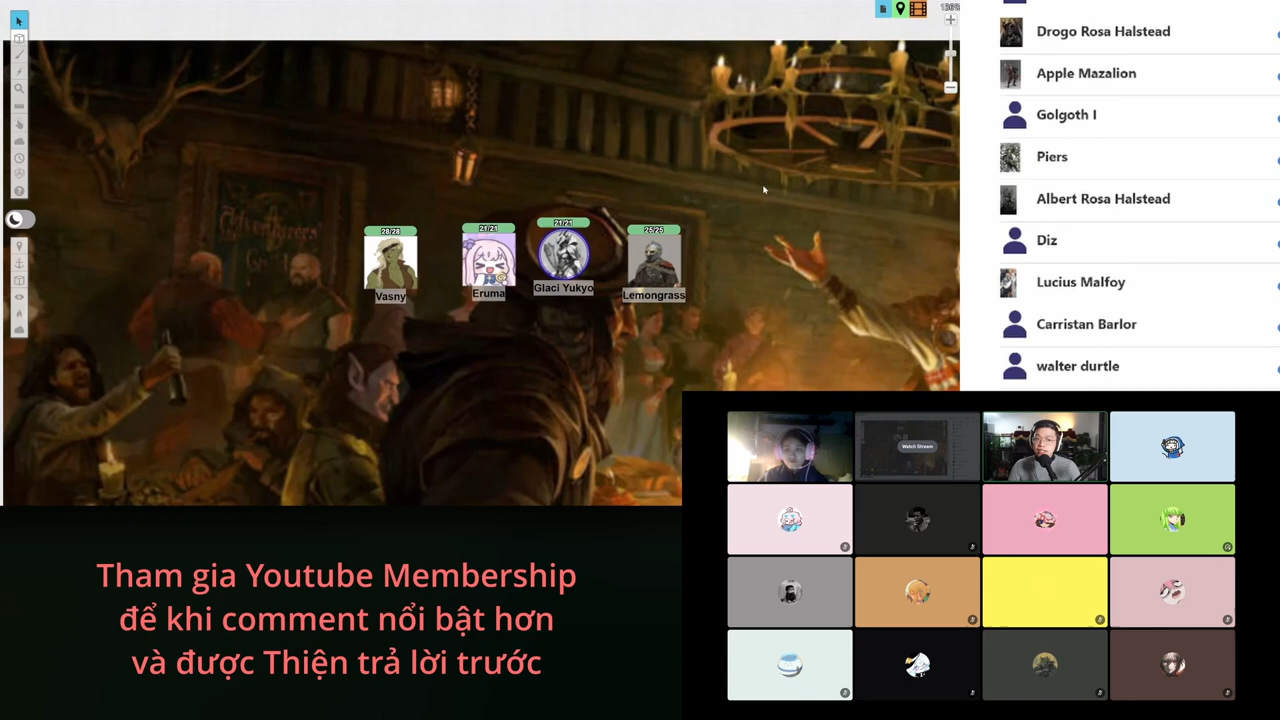 136%
Drogo Rosa Halstead
Apple Mazalion
Golgoth I
Piers
Albert Rosa Halstead
Diz
Lucius Malfoy
Carristan Barlor
walter durtle
28/28
21/21
21/21
25/25
Vasny
Eruma
Glaci Yukyo
Lemongrass
Watch Stream
Tham gia Youtube Membership
để khi comment nổi bật hơn
và được Thiện trả lời trước